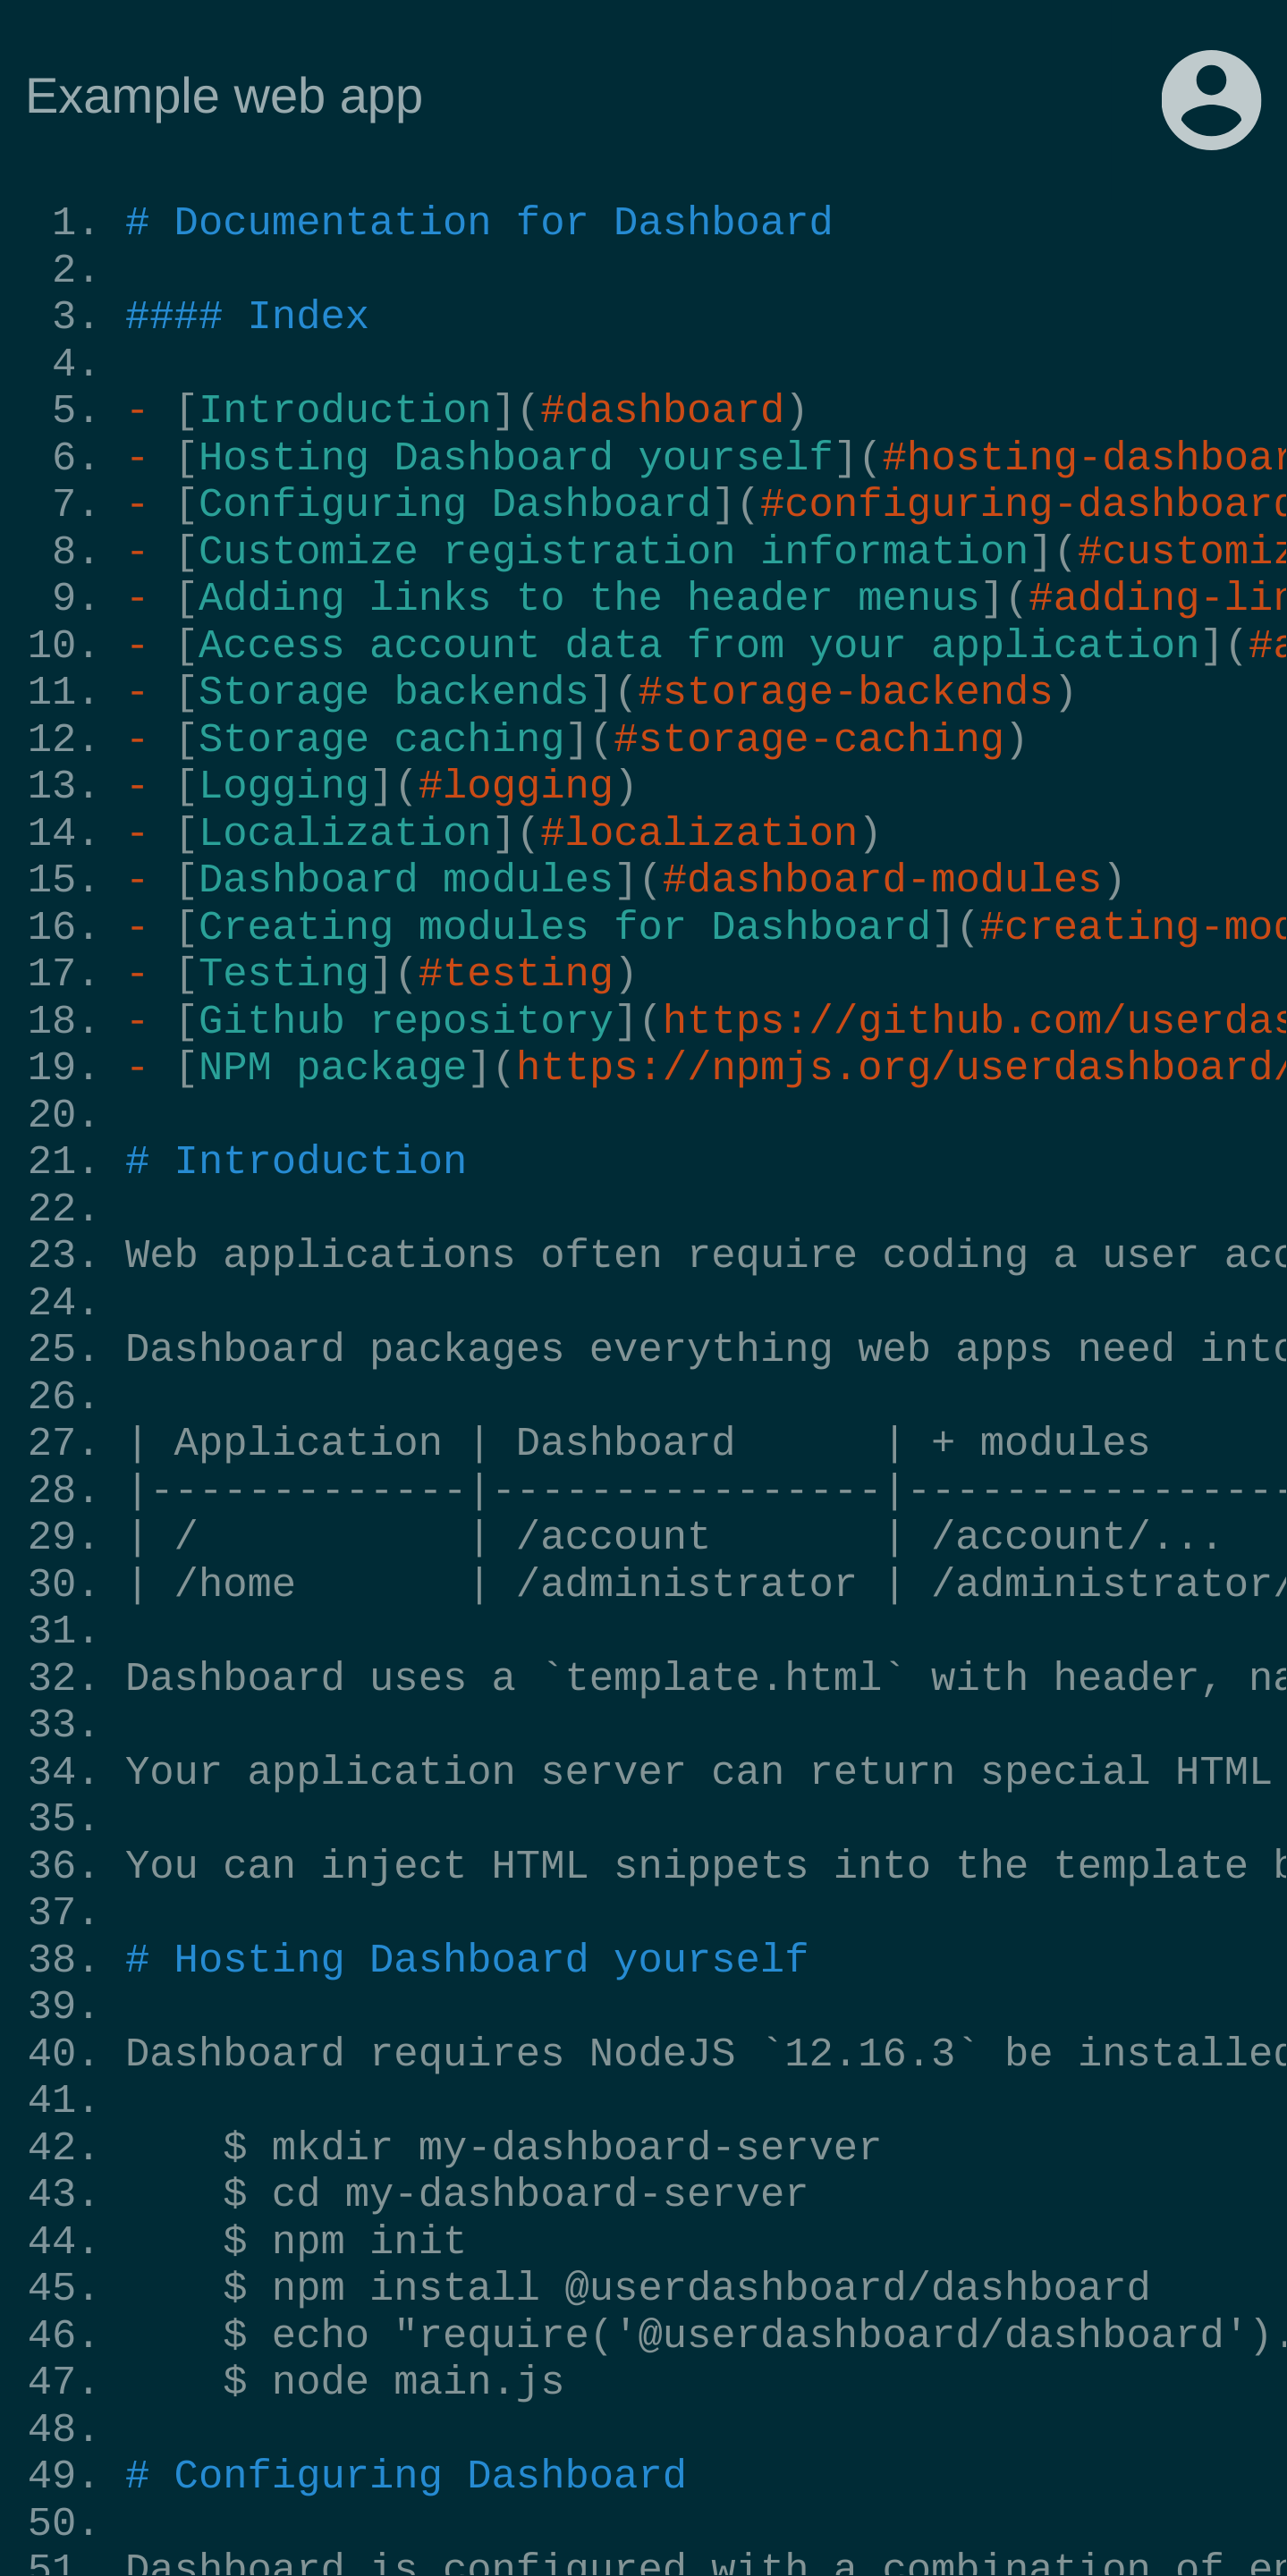 Example web app
1. # Documentation for Dashboard
2.
3. #### Index
4.
5. - [Introduction](#dashboard)
6. - [Hosting Dashboard yourself](#hosting-dashboar
7. - [Configuring Dashboard](#configuring-dashboard
8. - [Customize registration information](#customiz
9. - [Adding links to the header menus](#adding-lin
10. - [Access account data from your application](#a
11. - [Storage backends](#storage-backends)
12. - [Storage caching](#storage-caching)
13. - [Logging](#logging)
14. - [Localization](#localization)
15. - [Dashboard modules](#dashboard-modules)
16. - [Creating modules for Dashboard](#creating-mod
17. - [Testing](#testing)
18. - [Github repository](https://github.com/userdas
19. - [NPM package](https://npmjs.org/userdashboard/
20.
21. # Introduction
22.
23. Web applications often require coding a user acc
24.
25. Dashboard packages everything web apps need into
26.
27. | Application | Dashboard      | + modules
28. |-------------|----------------|----------------
29. | /           | /account       | /account/...
30. | /home       | /administrator | /administrator/
31.
32. Dashboard uses a `template.html` with header, na
33.
34. Your application server can return special HTML
35.
36. You can inject HTML snippets into the template b
37.
38. # Hosting Dashboard yourself
39.
40. Dashboard requires NodeJS `12.16.3` be installed
41.
42.     $ mkdir my-dashboard-server
43.     $ cd my-dashboard-server
44.     $ npm init
45.     $ npm install @userdashboard/dashboard
46.     $ echo "require('@userdashboard/dashboard').
47.     $ node main.js
48.
49. # Configuring Dashboard
50.
51. Dashboard is configured with a combination of e